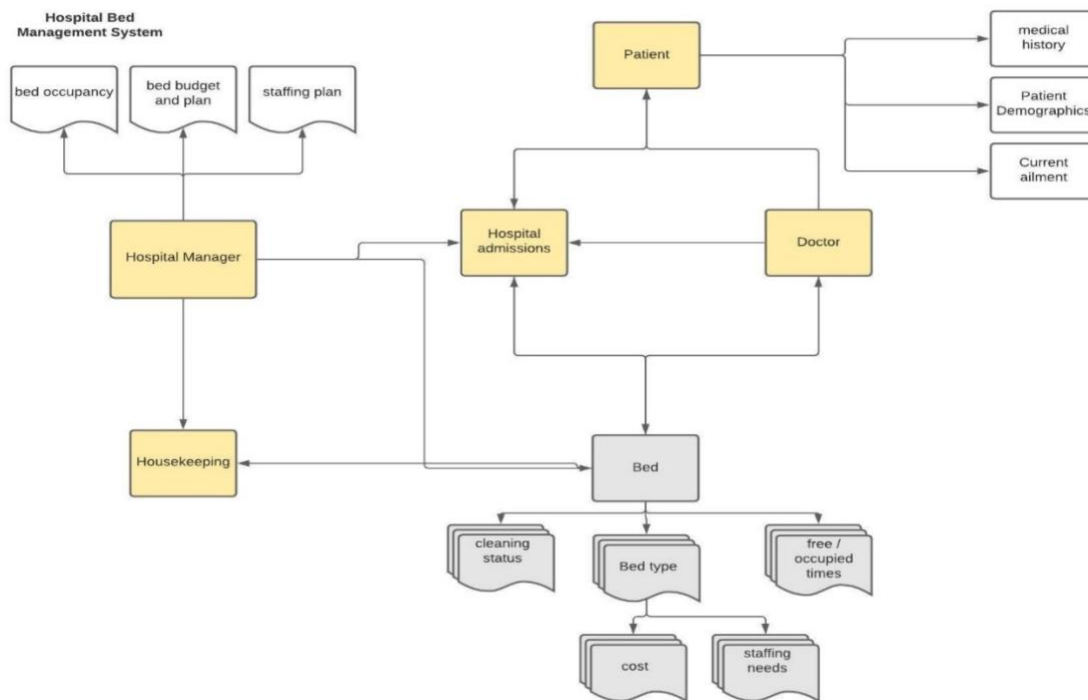 Hospital Bed
Management System
bed occupancy
bed budget
and plan
staffing plan
Patient
medical
history
Patient
Demographics
Current
ailment
Hospital Manager
Hospital
admissions
Doctor
Housekeeping
Bed
cleaning
status
Bed type
free /
occupied
times
cost
staffing
needs